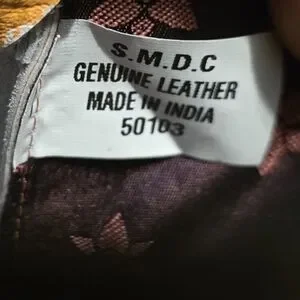 S.M.D.C
GENUINE LEATHER
MADE IN INDIA
50103